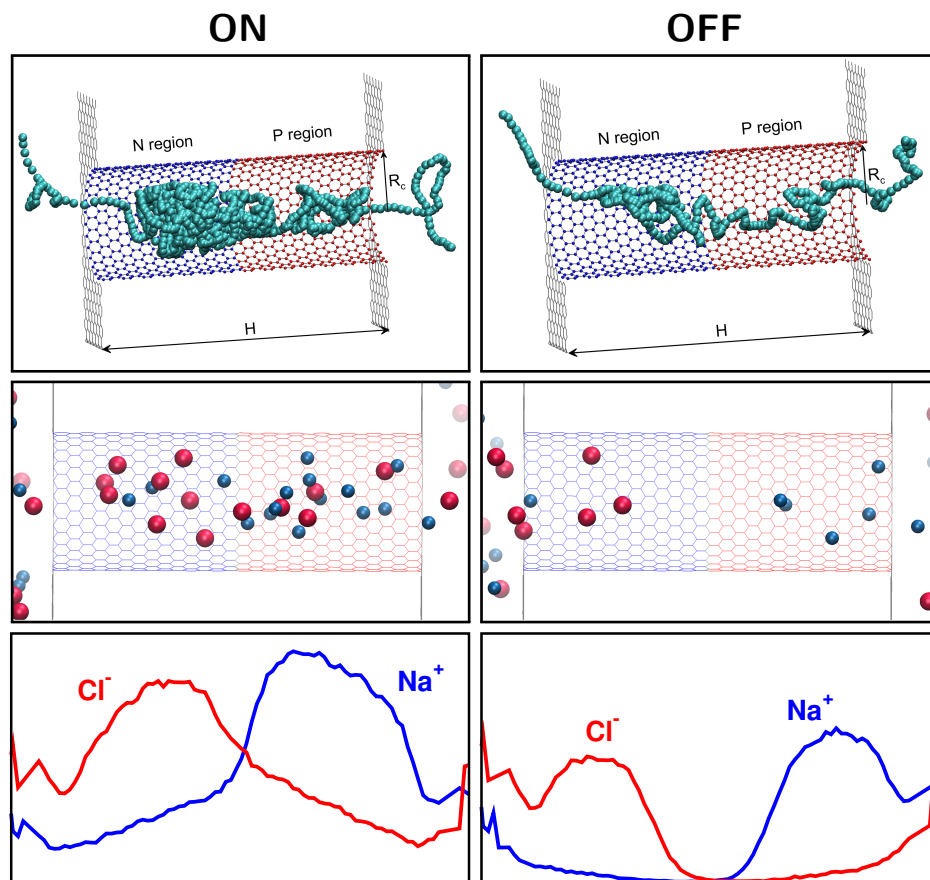 ON
OFF
N region
P region
R_c
H
N region
P region
R_c
H
Cl⁻
Na⁺
Cl⁻
Na⁺